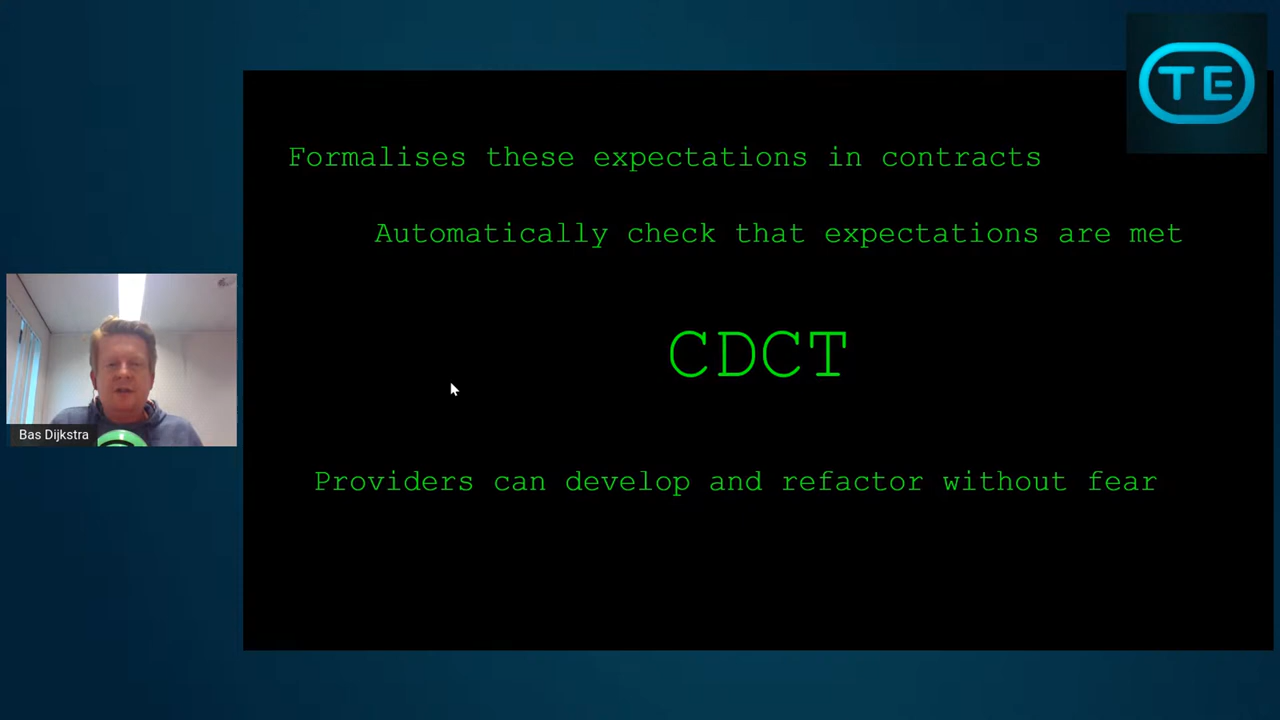 TE
Formalises these expectations in contracts
Automatically check that expectations are met
CDCT
Bas Dijkstra
Providers can develop and refactor without fear